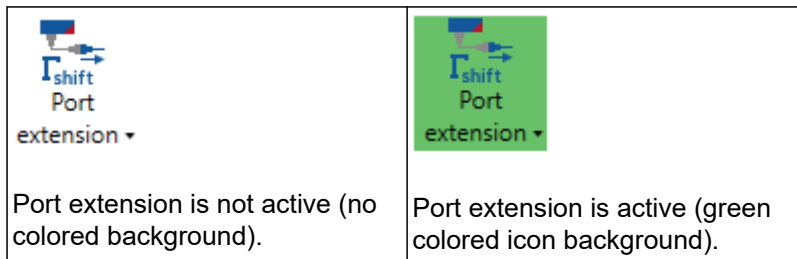 Γshift
Port
extension ▾
Port extension is not active (no
colored background).
Γshift
Port
extension ▾
Port extension is active (green
colored icon background).